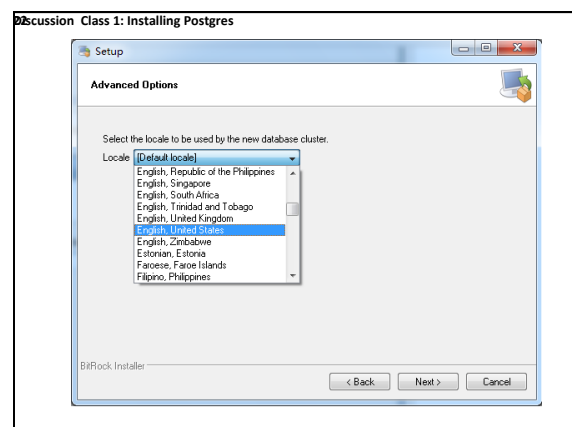 22
Discussion Class 1: Installing Postgres
Setup
Advanced Options
Select the locale to be used by the new database cluster.
Locale [Default locale]
English, Republic of the Philippines
English, Singapore
English, South Africa
English, Trinidad and Tobago
English, United Kingdom
English, United States
English, Zimbabwe
Estonian, Estonia
Faroese, Faroe Islands
Filipino, Philippines
BitRock Installer
< Back Next > Cancel